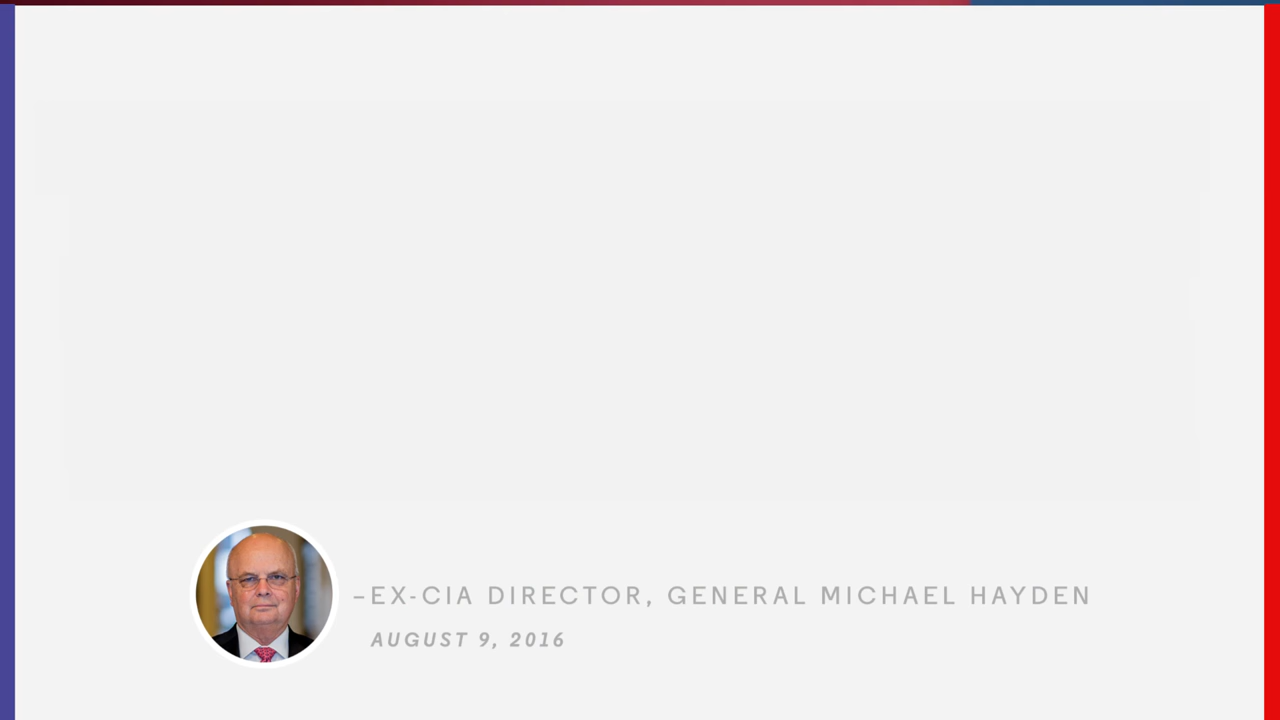 –EX-CIA DIRECTOR, GENERAL MICHAEL HAYDEN
AUGUST 9, 2016